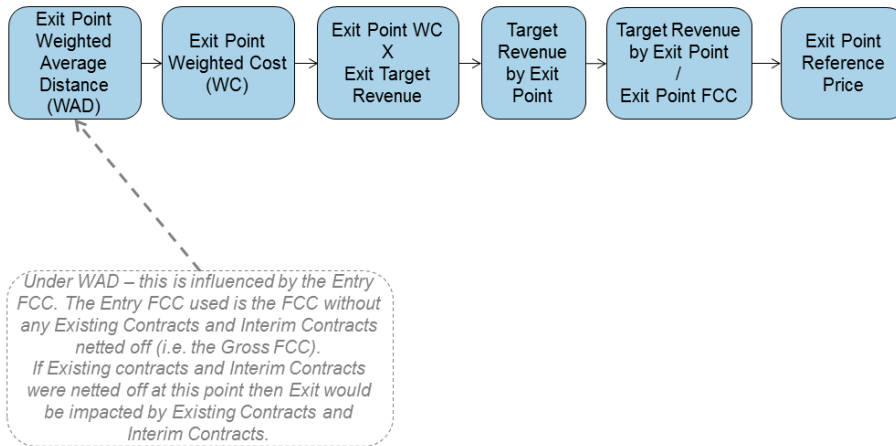 Exit Point
Weighted
Average
Distance
(WAD)
Exit Point
Weighted Cost
(WC)
Exit Point WC
X
Exit Target
Revenue
Target
Revenue
by Exit
Point
Target Revenue
by Exit Point
/
Exit Point FCC
Exit Point
Reference
Price
Under WAD – this is influenced by the Entry
FCC. The Entry FCC used is the FCC without
any Existing Contracts and Interim Contracts
netted off (i.e. the Gross FCC).
If Existing contracts and Interim Contracts
were netted off at this point then Exit would
be impacted by Existing Contracts and
Interim Contracts.